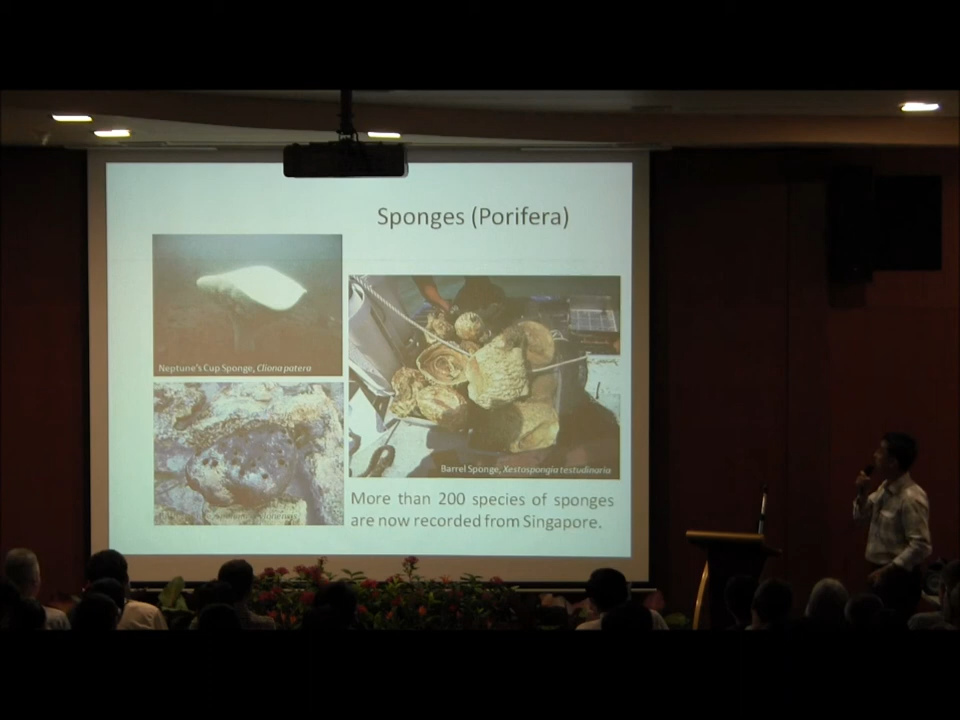 Sponges (Porifera)
Neptune's Cup Sponge, Cliona patera
Barrel Sponge, Xestospongia testudinaria
More than 200 species of sponges
are now recorded from Singapore.